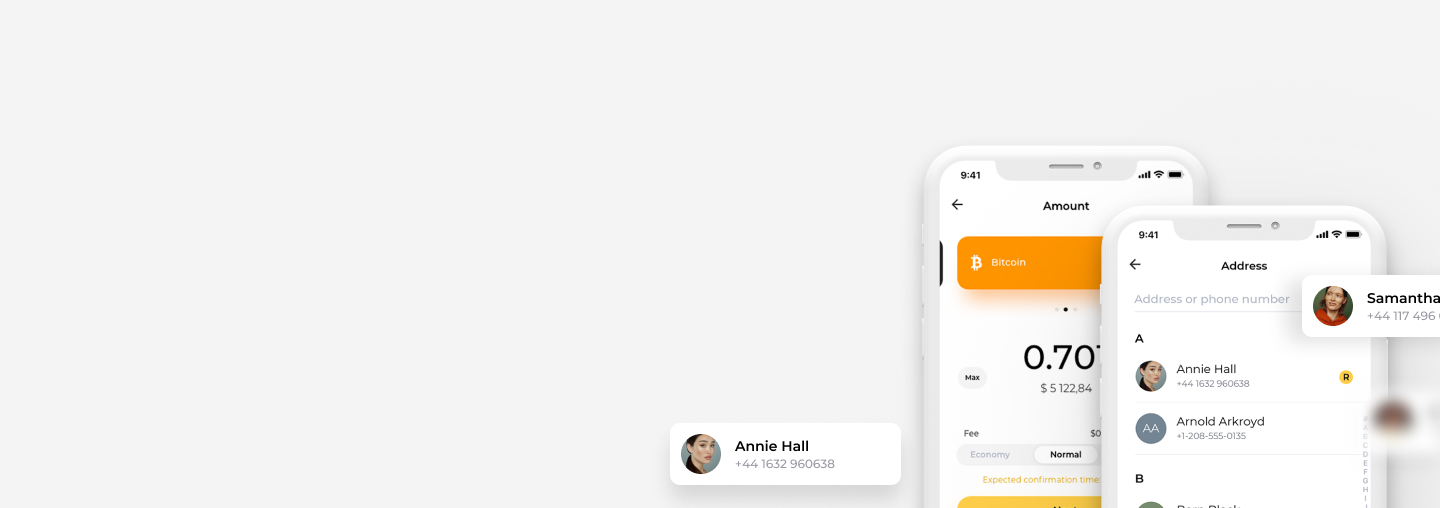 9:41
Amount
Bitcoin
0.707
Max
$ 5 122,84
Fee
$0
Economy
Normal
Expected confirmation time:
9:41
Address
Address or phone number
A
Annie Hall
+44 1632 960638
R
AA
Arnold Arkroyd
+1-208-555-0135
B
Samantha
+44 117 496
Annie Hall
+44 1632 960638
D
E
F
G
H
I